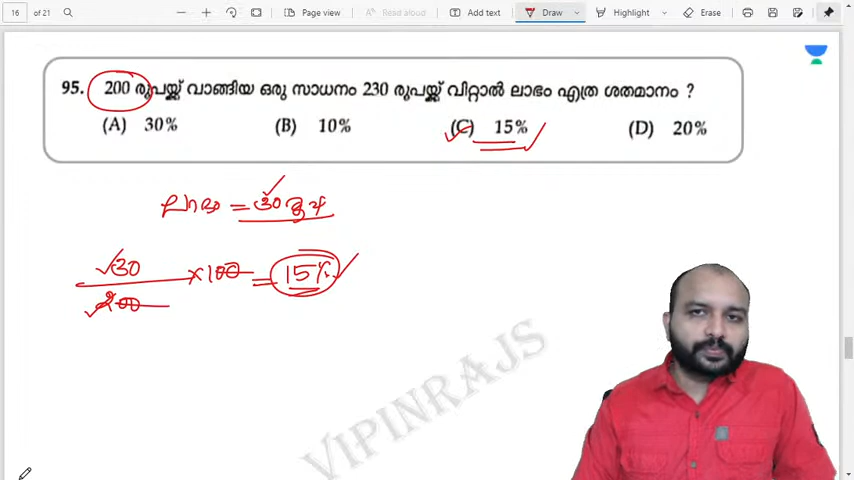 16 of 21
Page view
Read aloud
Add text
Draw
Highlight
Erase
95. 200 രൂപയ്ക്ക് വാങ്ങിയ ഒരു സാധനം 230 രൂപയ്ക്ക് വിറ്റാൽ ലാഭം എത്ര ശതമാനം ?
(A) 30% (B) 10% (C) 15% (D) 20%
ലാഭം = 30 രൂപ
30
200
×100 = 15%
VIPINRAJS